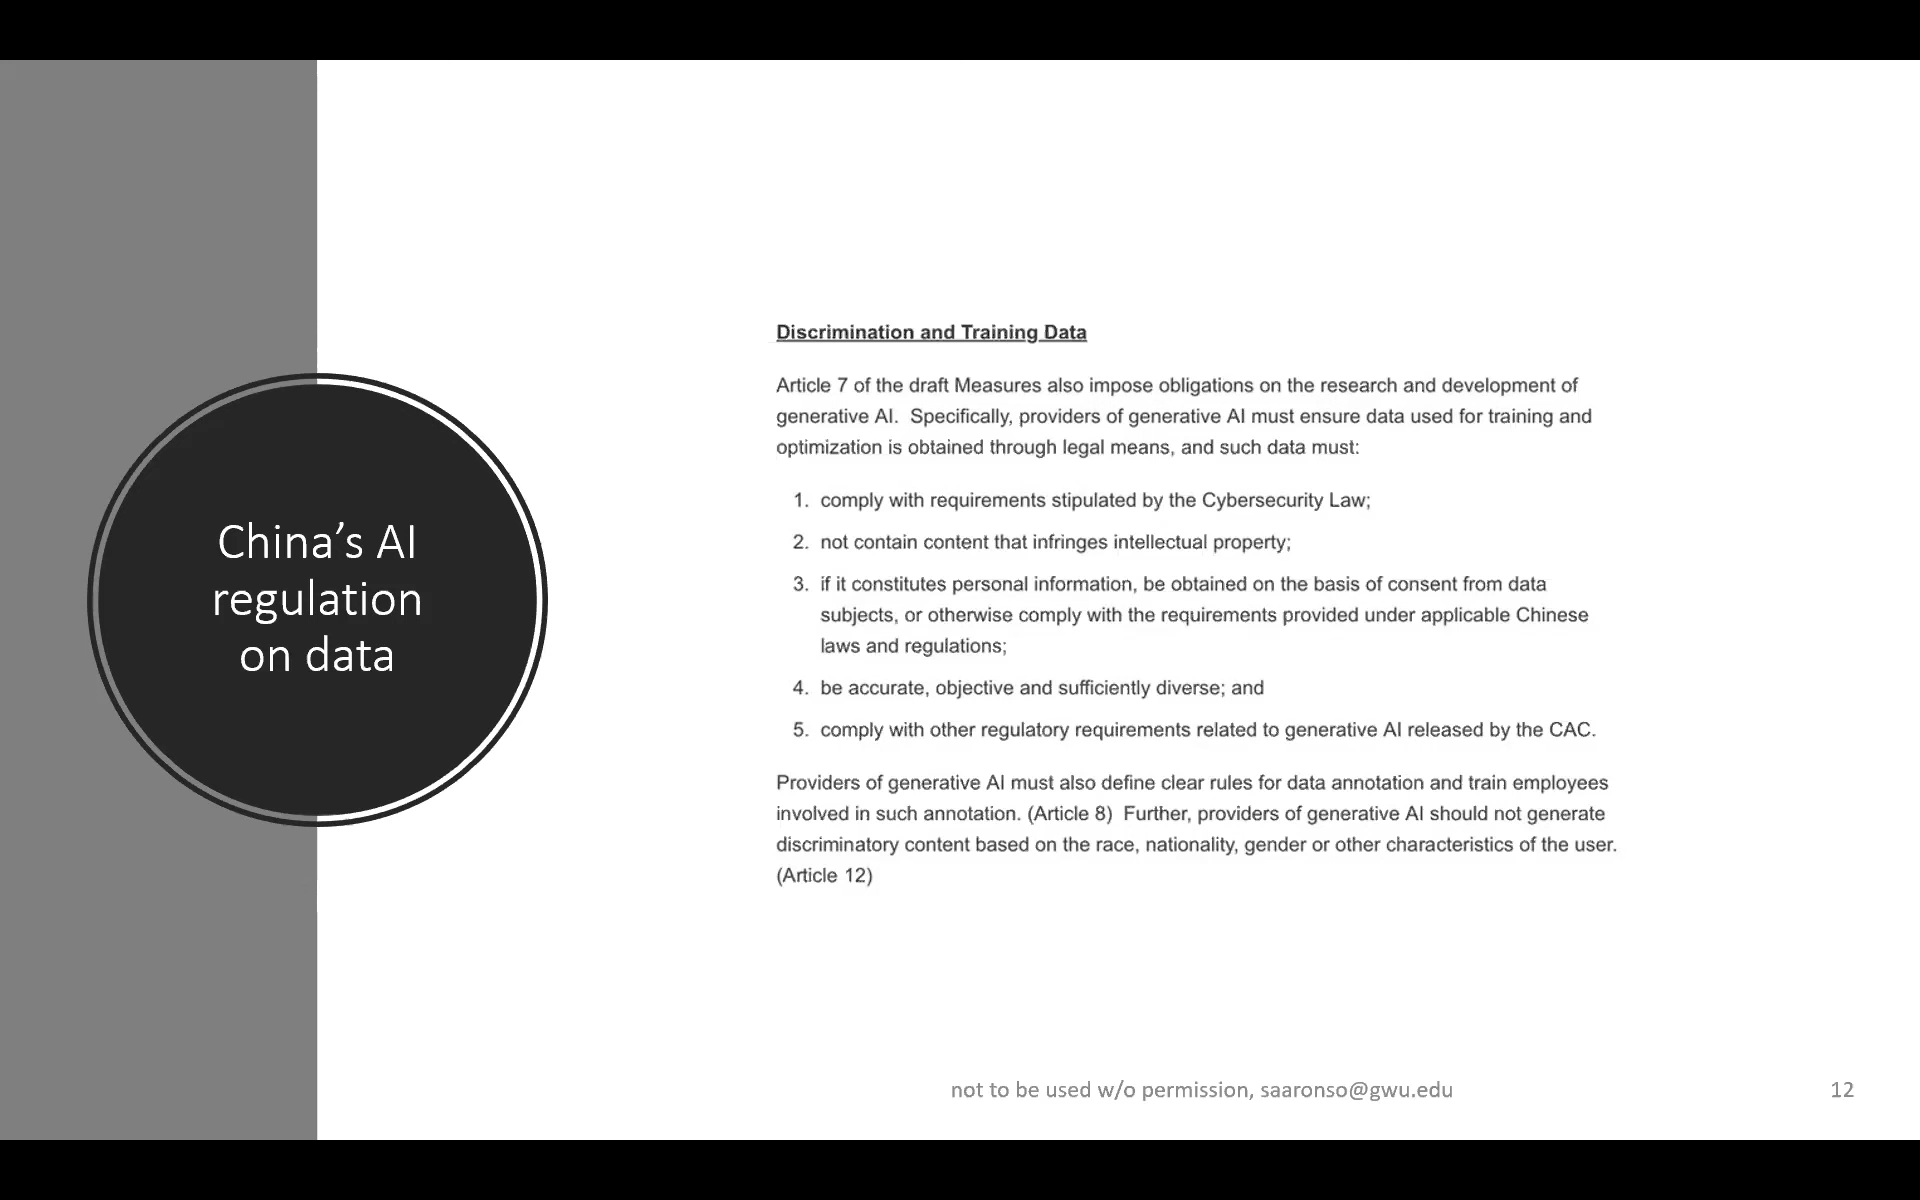 China’s AI
regulation
on data
Discrimination and Training Data
Article 7 of the draft Measures also impose obligations on the research and development of
generative AI.  Specifically, providers of generative AI must ensure data used for training and
optimization is obtained through legal means, and such data must:
1. comply with requirements stipulated by the Cybersecurity Law;
2. not contain content that infringes intellectual property;
3. if it constitutes personal information, be obtained on the basis of consent from data
subjects, or otherwise comply with the requirements provided under applicable Chinese
laws and regulations;
4. be accurate, objective and sufficiently diverse; and
5. comply with other regulatory requirements related to generative AI released by the CAC.
Providers of generative AI must also define clear rules for data annotation and train employees
involved in such annotation. (Article 8)  Further, providers of generative AI should not generate
discriminatory content based on the race, nationality, gender or other characteristics of the user.
(Article 12)
not to be used w/o permission, saaronso@gwu.edu
12